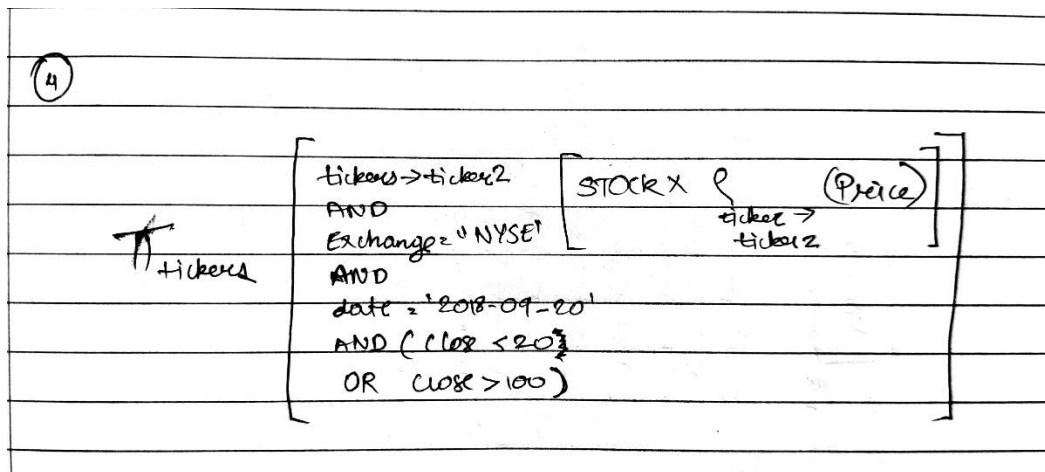 4
tickers→ticker2 [STOCK X ρ ticker→ticker2 (Price)]
AND
Exchange="NYSE"
π tickers
AND
date = '2018-09-20'
AND (Close <20
OR Close >100)